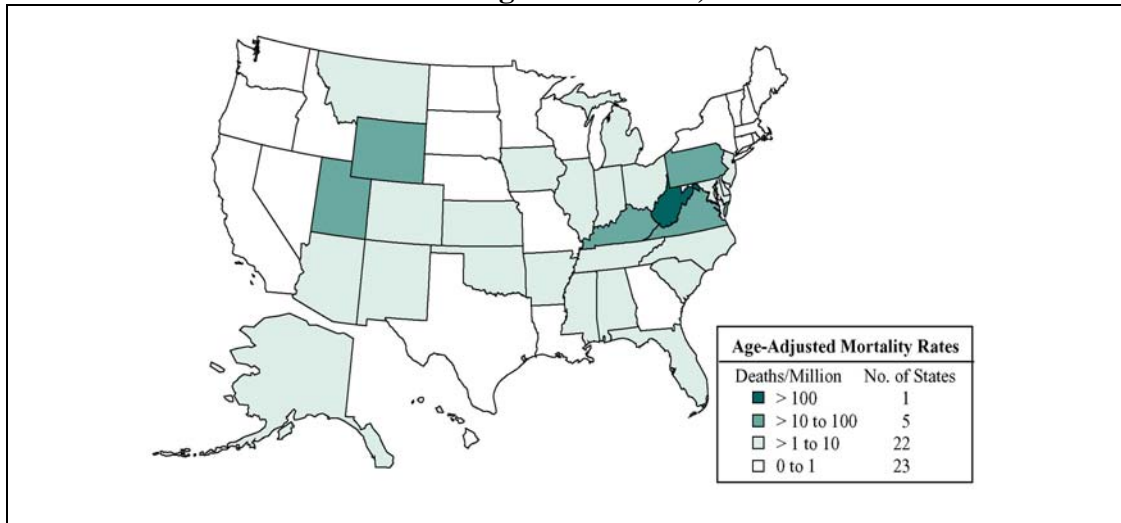 Age-Adjusted Mortality Rates
Deaths/Million No. of States
> 100 1
> 10 to 100 5
> 1 to 10 22
0 to 1 23